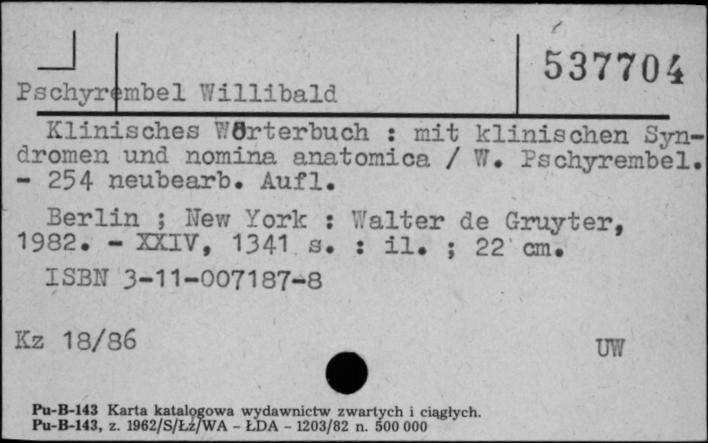 537704
Pschyrembel Willibald
Klinisches Wörterbuch : mit klinischen Syn-
dromen und nomina anatomica / W. Pschyrembel.
- 254 neubearb. Aufl.
Berlin ; New York : Walter de Gruyter,
1982. - XXIV, 1341 s. : il. ; 22 cm.
ISBN 3-11-007187-8
Kz 18/86
UW
Pu-B-143 Karta katalogowa wydawnictw zwartych i ciągłych.
Pu-B-143, z. 1962/S/Łź/WA - ŁDA - 1203/82 n. 500 000